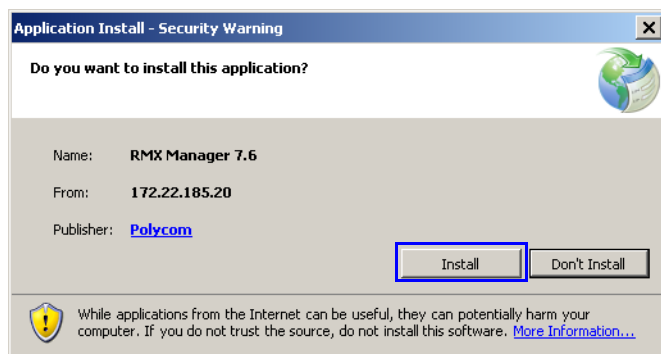 Application Install - Security Warning
Do you want to install this application?
Name: RMX Manager 7.6
From: 172.22.185.20
Publisher: Polycom
Install Don't Install
While applications from the Internet can be useful, they can potentially harm your
computer. If you do not trust the source, do not install this software. More Information...